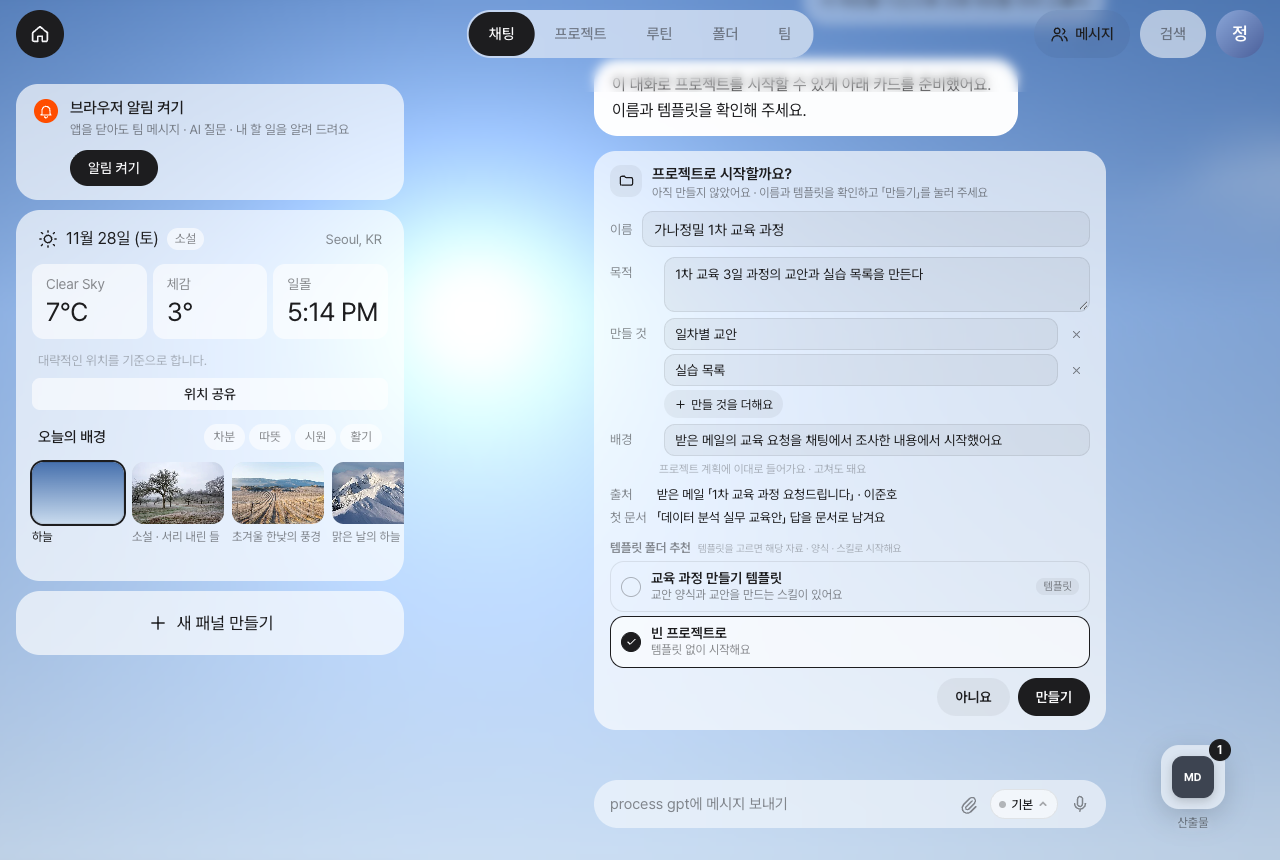 채팅
프로젝트
루틴
폴더
팀
메시지
검색
정
브라우저 알림 켜기
앱을 닫아도 팀 메시지 · AI 질문 · 내 할 일을 알려 드려요
알림 켜기
11월 28일 (토)
소설
Seoul, KR
Clear Sky
7°C
체감
3°
일몰
5:14 PM
대략적인 위치를 기준으로 합니다.
위치 공유
오늘의 배경
차분
따뜻
시원
활기
하늘
소설 · 서리 내린 들
초겨울 한낮의 풍경
맑은 날의 하늘
새 패널 만들기
이 대화로 프로젝트를 시작할 수 있게 아래 카드를 준비했어요.
이름과 템플릿을 확인해 주세요.
프로젝트로 시작할까요?
아직 만들지 않았어요 · 이름과 템플릿을 확인하고 「만들기」를 눌러 주세요
이름
가나정밀 1차 교육 과정
목적
1차 교육 3일 과정의 교안과 실습 목록을 만든다
만들 것
일차별 교안
실습 목록
만들 것을 더해요
배경
받은 메일의 교육 요청을 채팅에서 조사한 내용에서 시작했어요
프로젝트 계획에 이대로 들어가요 · 고쳐도 돼요
출처
받은 메일 「1차 교육 과정 요청드립니다」 · 이준호
첫 문서
「데이터 분석 실무 교육안」 답을 문서로 남겨요
템플릿 폴더 추천
템플릿을 고르면 해당 자료 · 양식 · 스킬로 시작해요
교육 과정 만들기 템플릿
교안 양식과 교안을 만드는 스킬이 있어요
템플릿
빈 프로젝트로
템플릿 없이 시작해요
아니요
만들기
process gpt에 메시지 보내기
기본
MD
1
산출물